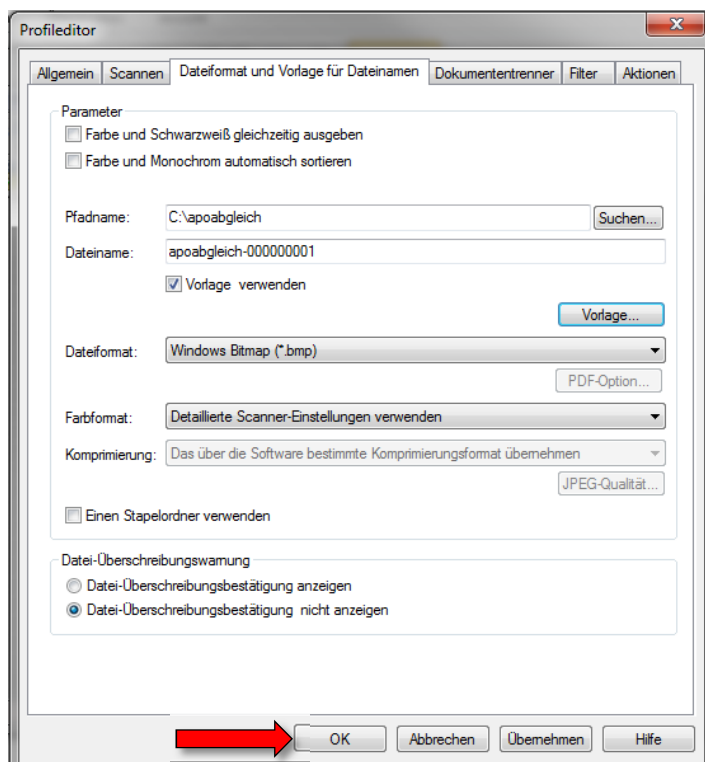 Profileditor
Allgemein Scannen Dateiformat und Vorlage für Dateinamen Dokumententrenner Filter Aktionen
Parameter
Farbe und Schwarzweiß gleichzeitig ausgeben
Farbe und Monochrom automatisch sortieren
Pfadname: C:\apoabgleich Suchen...
Dateiname: apoabgleich-000000001
Vorlage verwenden
Vorlage...
Dateiformat: Windows Bitmap (*.bmp)
PDF-Option...
Farbformat: Detaillierte Scanner-Einstellungen verwenden
Komprimierung: Das über die Software bestimmte Komprimierungsformat übernehmen
JPEG-Qualität...
Einen Stapelordner verwenden
Datei-Überschreibungswarnung
Datei-Überschreibungsbestätigung anzeigen
Datei-Überschreibungsbestätigung nicht anzeigen
OK Abbrechen Übernehmen Hilfe